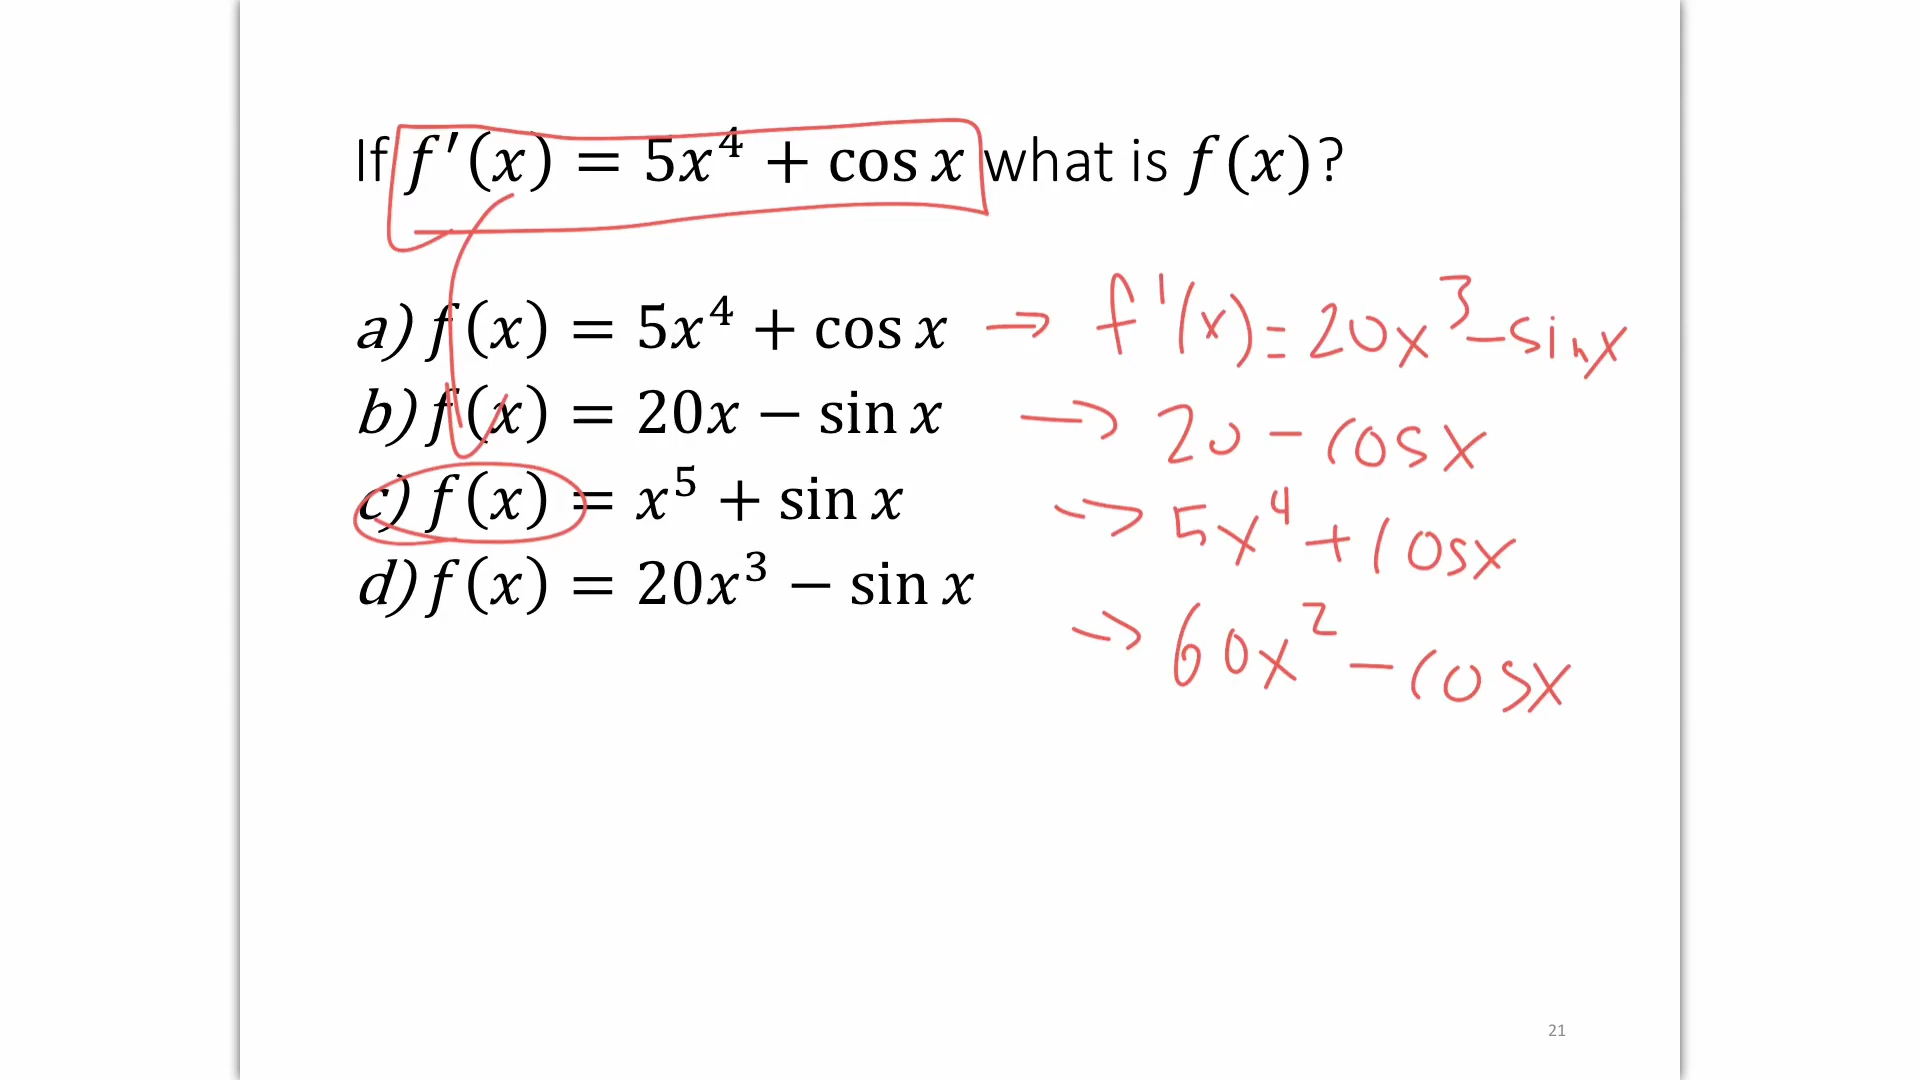 If f′(x) = 5x⁴ + cos x what is f(x)?
a) f(x) = 5x⁴ + cos x → f'(x) = 20x³ – sin x
b) f(x) = 20x − sin x → 20 – cos x
c) f(x) = x⁵ + sin x → 5x⁴ + cos x
d) f(x) = 20x³ − sin x → 60x² – cos x
21